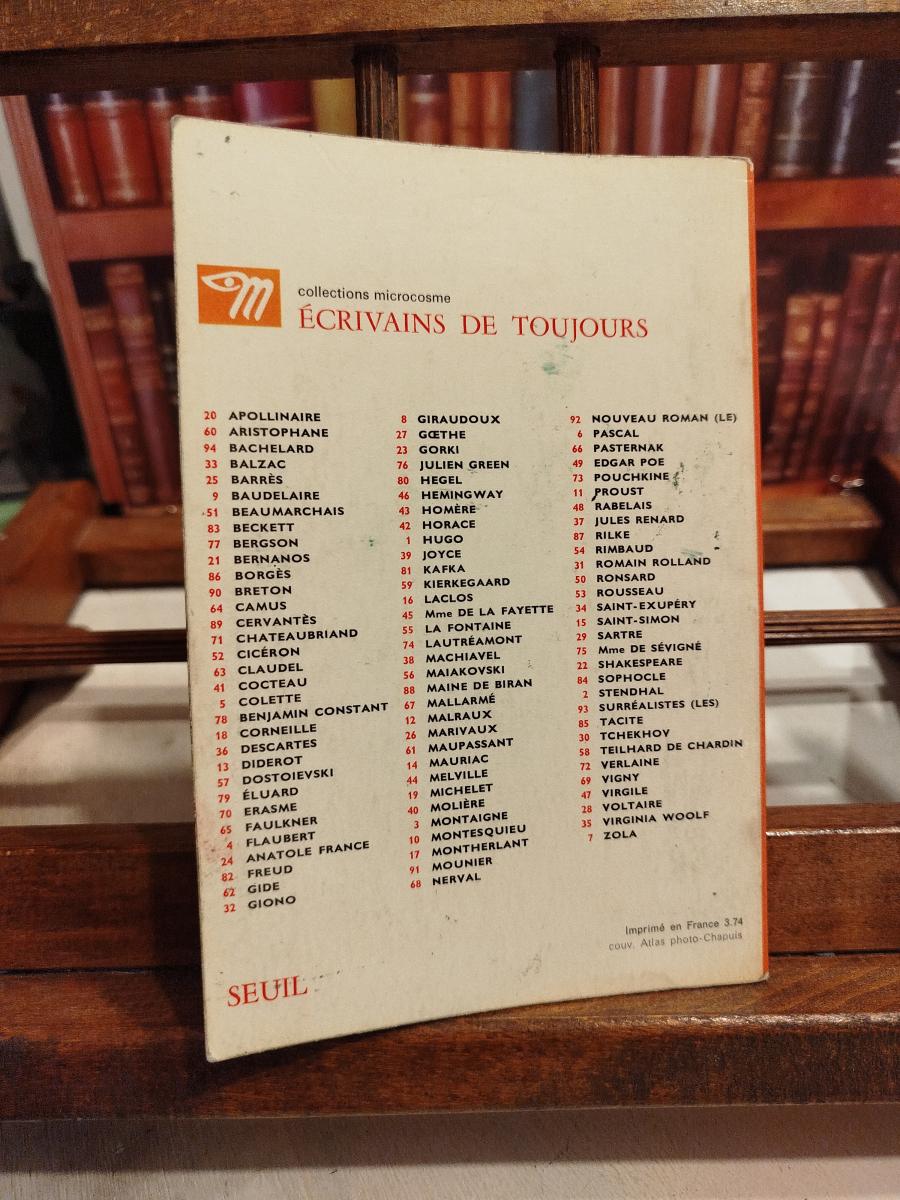 collections microcosme
ÉCRIVAINS DE TOUJOURS
20 APOLLINAIRE
60 ARISTOPHANE
94 BACHELARD
33 BALZAC
25 BARRÈS
9 BAUDELAIRE
51 BEAUMARCHAIS
83 BECKETT
77 BERGSON
21 BERNANOS
86 BORGÈS
90 BRETON
64 CAMUS
89 CERVANTÈS
71 CHATEAUBRIAND
52 CICÉRON
63 CLAUDEL
41 COCTEAU
5 COLETTE
78 BENJAMIN CONSTANT
18 CORNEILLE
36 DESCARTES
13 DIDEROT
57 DOSTOIEVSKI
79 ÉLUARD
70 ERASME
65 FAULKNER
4 FLAUBERT
24 ANATOLE FRANCE
82 FREUD
62 GIDE
32 GIONO
8 GIRAUDOUX
27 GŒTHE
23 GORKI
76 JULIEN GREEN
80 HEGEL
46 HEMINGWAY
43 HOMÈRE
42 HORACE
1 HUGO
39 JOYCE
81 KAFKA
59 KIERKEGAARD
16 LACLOS
45 Mme DE LA FAYETTE
55 LA FONTAINE
74 LAUTRÉAMONT
38 MACHIAVEL
56 MAIAKOVSKI
88 MAINE DE BIRAN
67 MALLARMÉ
12 MALRAUX
26 MARIVAUX
61 MAUPASSANT
14 MAURIAC
44 MELVILLE
19 MICHELET
40 MOLIÈRE
3 MONTAIGNE
10 MONTESQUIEU
17 MONTHERLANT
91 MOUNIER
68 NERVAL
92 NOUVEAU ROMAN (LE)
6 PASCAL
66 PASTERNAK
49 EDGAR POE
73 POUCHKINE
11 PROUST
48 RABELAIS
37 JULES RENARD
87 RILKE
54 RIMBAUD
31 ROMAIN ROLLAND
50 RONSARD
53 ROUSSEAU
34 SAINT-EXUPÉRY
15 SAINT-SIMON
29 SARTRE
75 Mme DE SÉVIGNÉ
22 SHAKESPEARE
84 SOPHOCLE
2 STENDHAL
93 SURRÉALISTES (LES)
85 TACITE
30 TCHEKHOV
58 TEILHARD DE CHARDIN
72 VERLAINE
69 VIGNY
47 VIRGILE
28 VOLTAIRE
35 VIRGINIA WOOLF
7 ZOLA
Imprimé en France 3.74
couv. Atlas photo-Chapuis
SEUIL